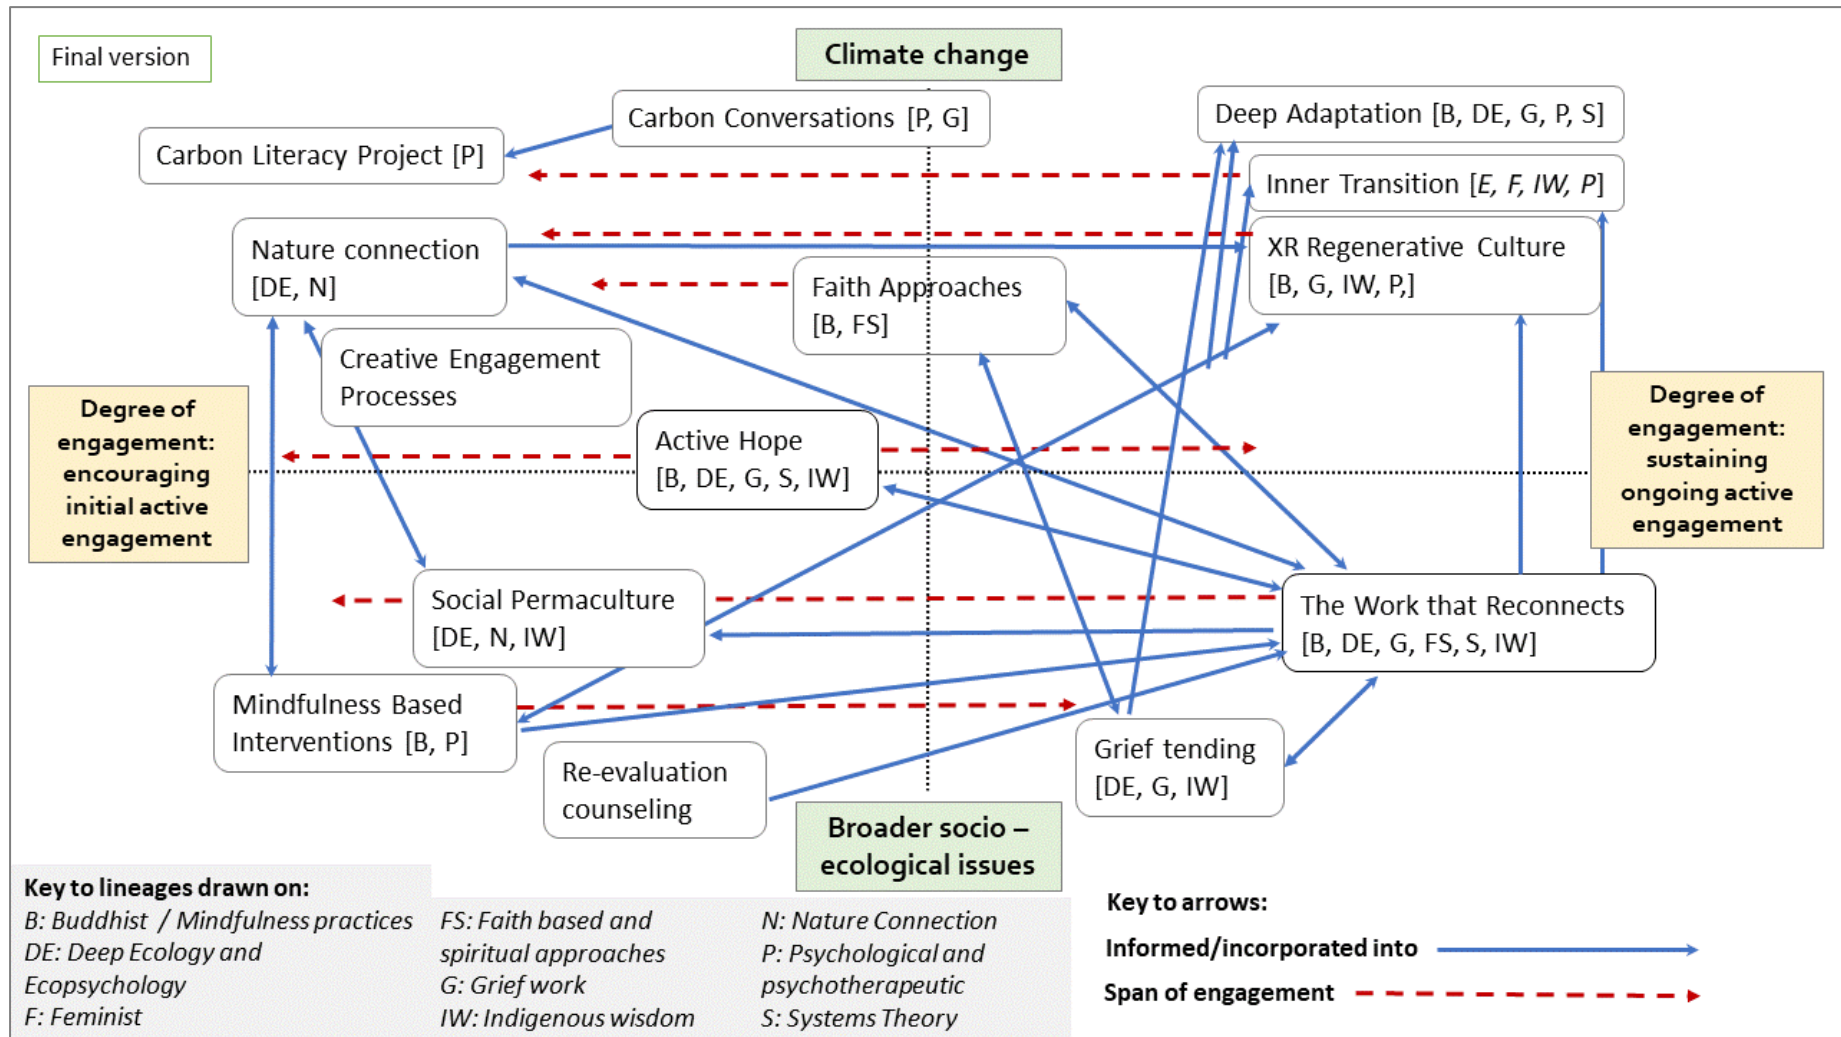 Final version
Climate change
Carbon Conversations [P, G]
Deep Adaptation [B, DE, G, P, S]
Carbon Literacy Project [P]
Inner Transition [E, F, IW, P]
Nature connection
[DE, N]
XR Regenerative Culture
[B, G, IW, P,]
Faith Approaches
[B, FS]
Creative Engagement
Processes
Degree of
engagement:
encouraging
initial active
engagement
Active Hope
[B, DE, G, S, IW]
Degree of
engagement:
sustaining
ongoing active
engagement
Social Permaculture
[DE, N, IW]
The Work that Reconnects
[B, DE, G, FS, S, IW]
Mindfulness Based
Interventions [B, P]
Re-evaluation
counseling
Grief tending
[DE, G, IW]
Broader socio –
ecological issues
Key to lineages drawn on:
B: Buddhist / Mindfulness practices
DE: Deep Ecology and
Ecopsychology
F: Feminist
FS: Faith based and
spiritual approaches
G: Grief work
IW: Indigenous wisdom
N: Nature Connection
P: Psychological and
psychotherapeutic
S: Systems Theory
Key to arrows:
Informed/incorporated into
Span of engagement